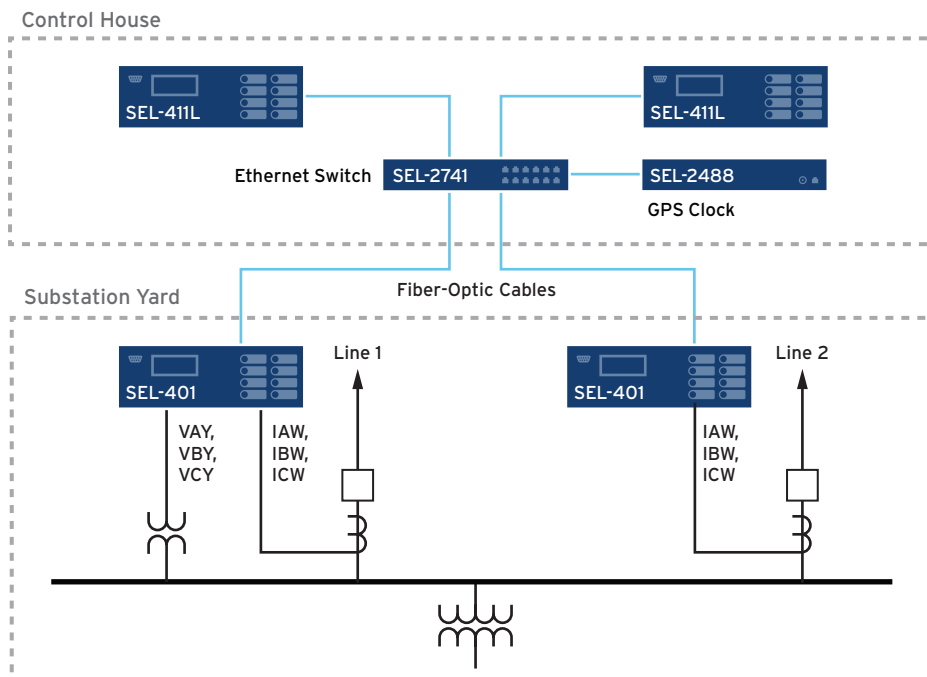 Control House
SEL-411L
SEL-411L
Ethernet Switch
SEL-2741
SEL-2488
GPS Clock
Fiber-Optic Cables
Substation Yard
SEL-401
Line 1
SEL-401
Line 2
VAY,
VBY,
VCY
IAW,
IBW,
ICW
IAW,
IBW,
ICW